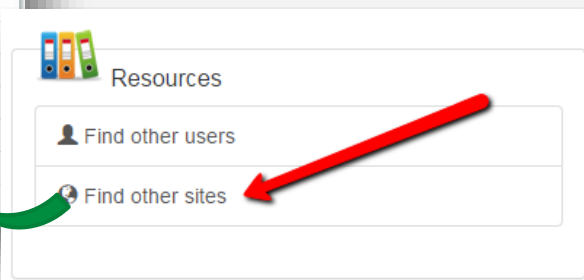 Resources
Find other users
Find other sites